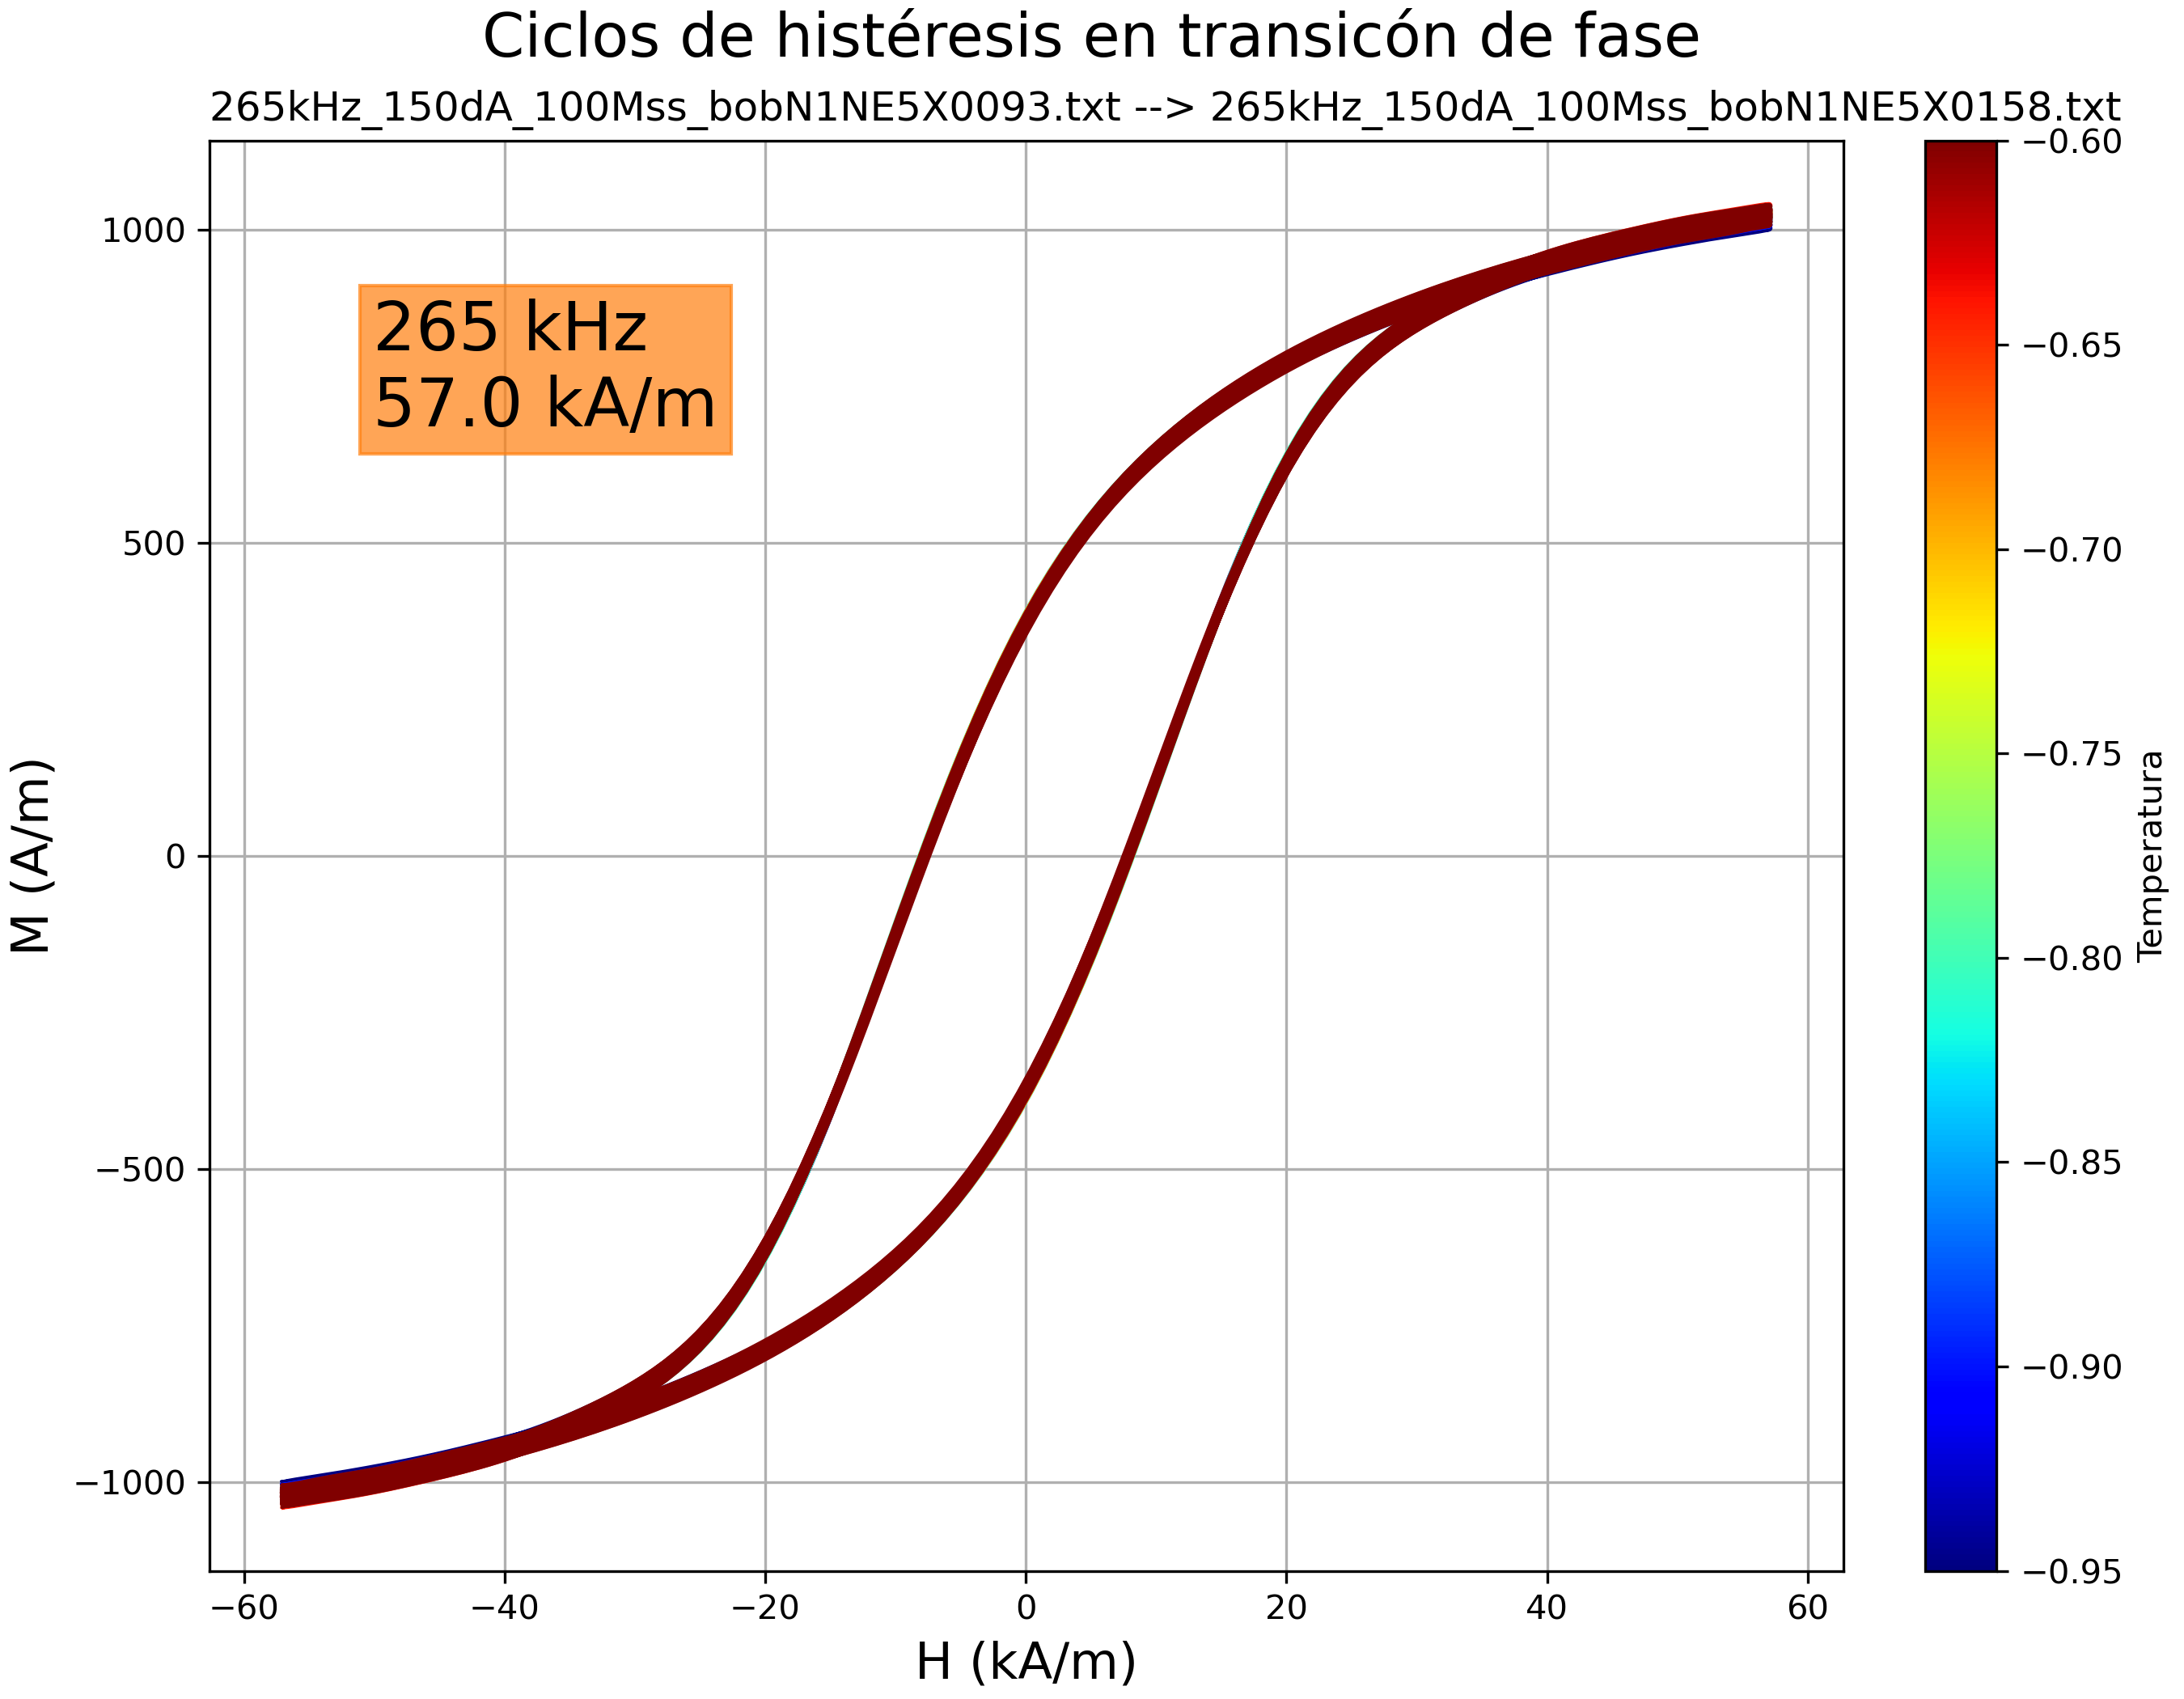 Ciclos de histéresis en transicón de fase
265kHz_150dA_100Mss_bobN1NE5X0093.txt --> 265kHz_150dA_100Mss_bobN1NE5X0158.txt
265 kHz
57.0 kA/m
M (A/m)
1000
500
0
−500
−1000
−60
−40
−20
0
20
40
60
H (kA/m)
−0.60
−0.65
−0.70
−0.75
−0.80
−0.85
−0.90
−0.95
Temperatura